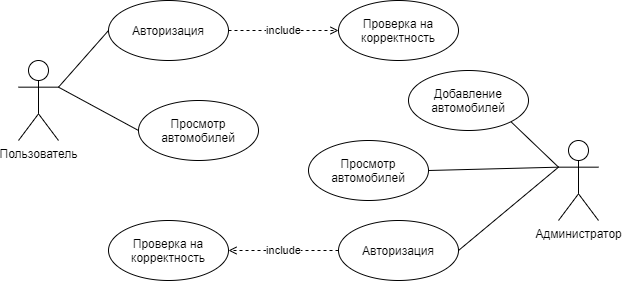 Авторизация
include
Проверка на
корректность
Добавление
автомобилей
Просмотр
автомобилей
Пользователь
Просмотр
автомобилей
Администратор
Проверка на
корректность
include
Авторизация